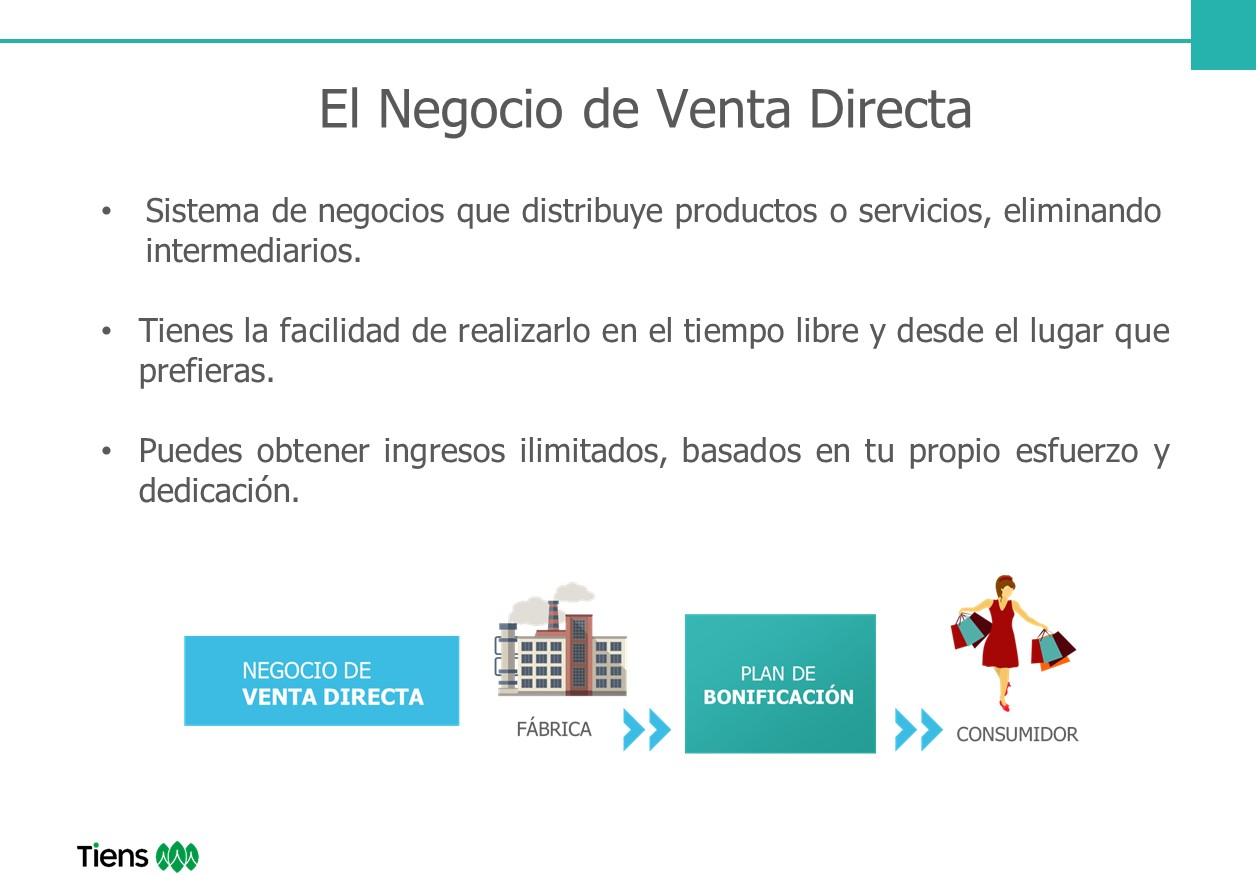 El Negocio de Venta Directa
• Sistema de negocios que distribuye productos o servicios, eliminando
intermediarios.
• Tienes la facilidad de realizarlo en el tiempo libre y desde el lugar que
prefieras.
• Puedes obtener ingresos ilimitados, basados en tu propio esfuerzo y
dedicación.
NEGOCIO DE
VENTA DIRECTA
FÁBRICA
PLAN DE
BONIFICACIÓN
CONSUMIDOR
Tiens